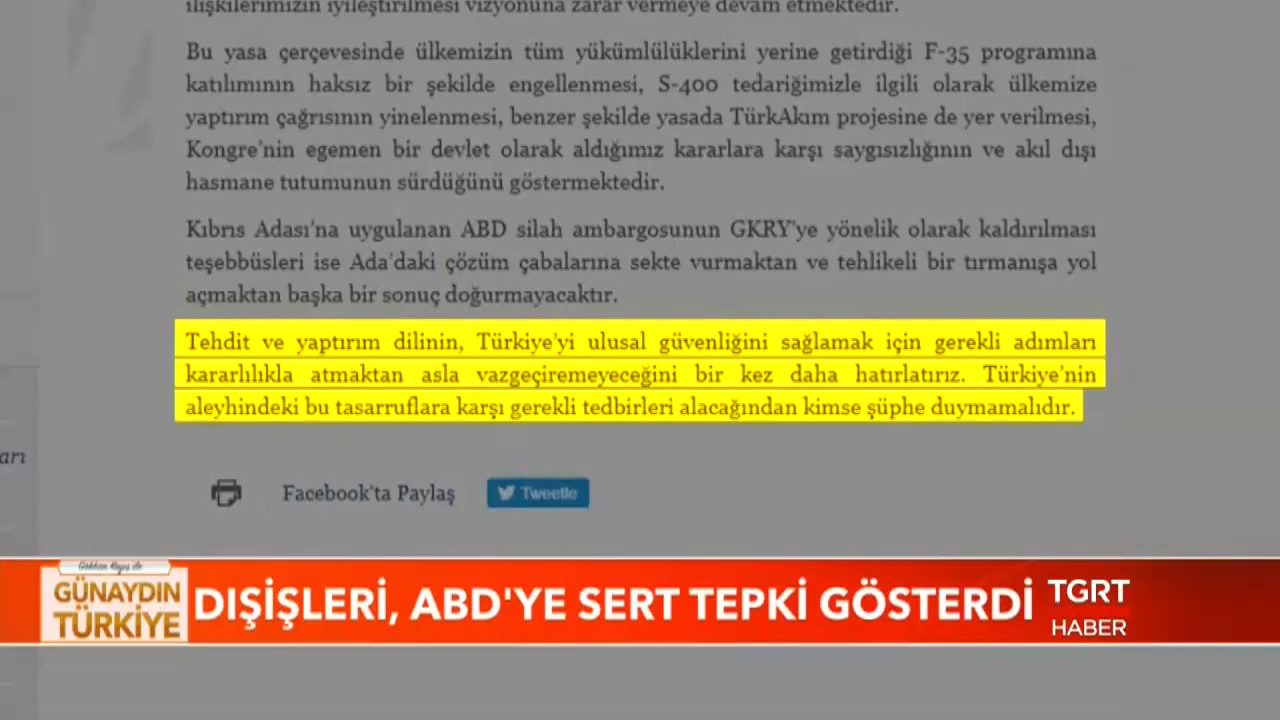 ilişkilerimizin iyileştirilmesi vizyonuna zarar vermeye devam etmektedir.
Bu yasa çerçevesinde ülkemizin tüm yükümlülüklerini yerine getirdiği F-35 programına
katılımının haksız bir şekilde engellenmesi, S-400 tedariğimizle ilgili olarak ülkemize
yaptırım çağrısının yinelenmesi, benzer şekilde yasada TürkAkım projesine de yer verilmesi,
Kongre'nin egemen bir devlet olarak aldığımız kararlara karşı saygısızlığının ve akıl dışı
hasmane tutumunun sürdüğünü göstermektedir.
Kıbrıs Adası'na uygulanan ABD silah ambargosunun GKRY'ye yönelik olarak kaldırılması
teşebbüsleri ise Ada'daki çözüm çabalarına sekte vurmaktan ve tehlikeli bir tırmanışa yol
açmaktan başka bir sonuç doğurmayacaktır.
Tehdit ve yaptırım dilinin, Türkiye'yi ulusal güvenliğini sağlamak için gerekli adımları
kararlılıkla atmaktan asla vazgeçiremeyeceğini bir kez daha hatırlatırız. Türkiye'nin
aleyhindeki bu tasarruflara karşı gerekli tedbirleri alacağından kimse şüphe duymamalıdır.
arı
Facebook'ta Paylaş
Tweetle
GÜNAYDIN
TÜRKİYE
DIŞİŞLERİ, ABD'YE SERT TEPKİ GÖSTERDİ
TGRT
HABER